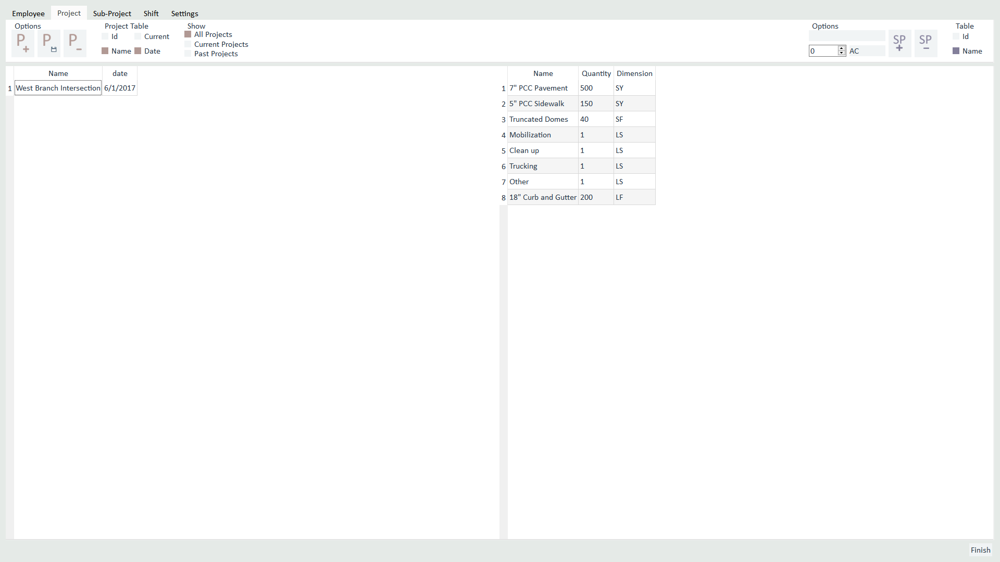 Employee Project Sub-Project Shift Settings
Options Project Table Show Options Table
P+ P P- Id Current All Projects SP+ SP- Id
Current Projects
Name Date Past Projects 0 AC Name
Name date
1 West Branch Intersection 6/1/2017
Name Quantity Dimension
1 7" PCC Pavement 500 SY
2 5" PCC Sidewalk 150 SY
3 Truncated Domes 40 SF
4 Mobilization 1 LS
5 Clean up 1 LS
6 Trucking 1 LS
7 Other 1 LS
8 18" Curb and Gutter 200 LF
Finish